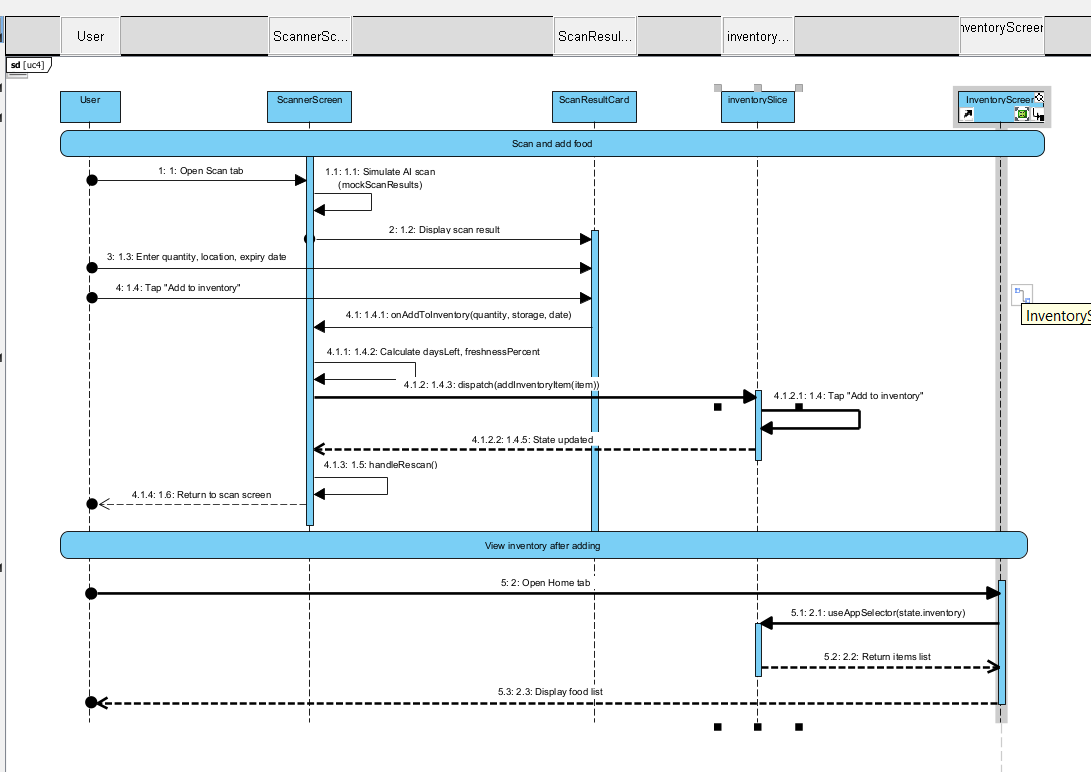 User
ScannerSc...
ScanResul...
inventory...
InventoryScreen
sd [uc4]
User
ScannerScreen
ScanResultCard
inventorySlice
InventoryScreen
Scan and add food
1: 1: Open Scan tab
1.1: 1.1: Simulate AI scan
(mockScanResults)
2: 1.2: Display scan result
3: 1.3: Enter quantity, location, expiry date
4: 1.4: Tap "Add to inventory"
InventoryS
4.1: 1.4.1: onAddToInventory(quantity, storage, date)
4.1.1: 1.4.2: Calculate daysLeft, freshnessPercent
4.1.2: 1.4.3: dispatch(addInventoryItem(item))
4.1.2.1: 1.4: Tap "Add to inventory"
4.1.2.2: 1.4.5: State updated
4.1.3: 1.5: handleRescan()
4.1.4: 1.6: Return to scan screen
View inventory after adding
5: 2: Open Home tab
5.1: 2.1: useAppSelector(state.inventory)
5.2: 2.2: Return items list
5.3: 2.3: Display food list